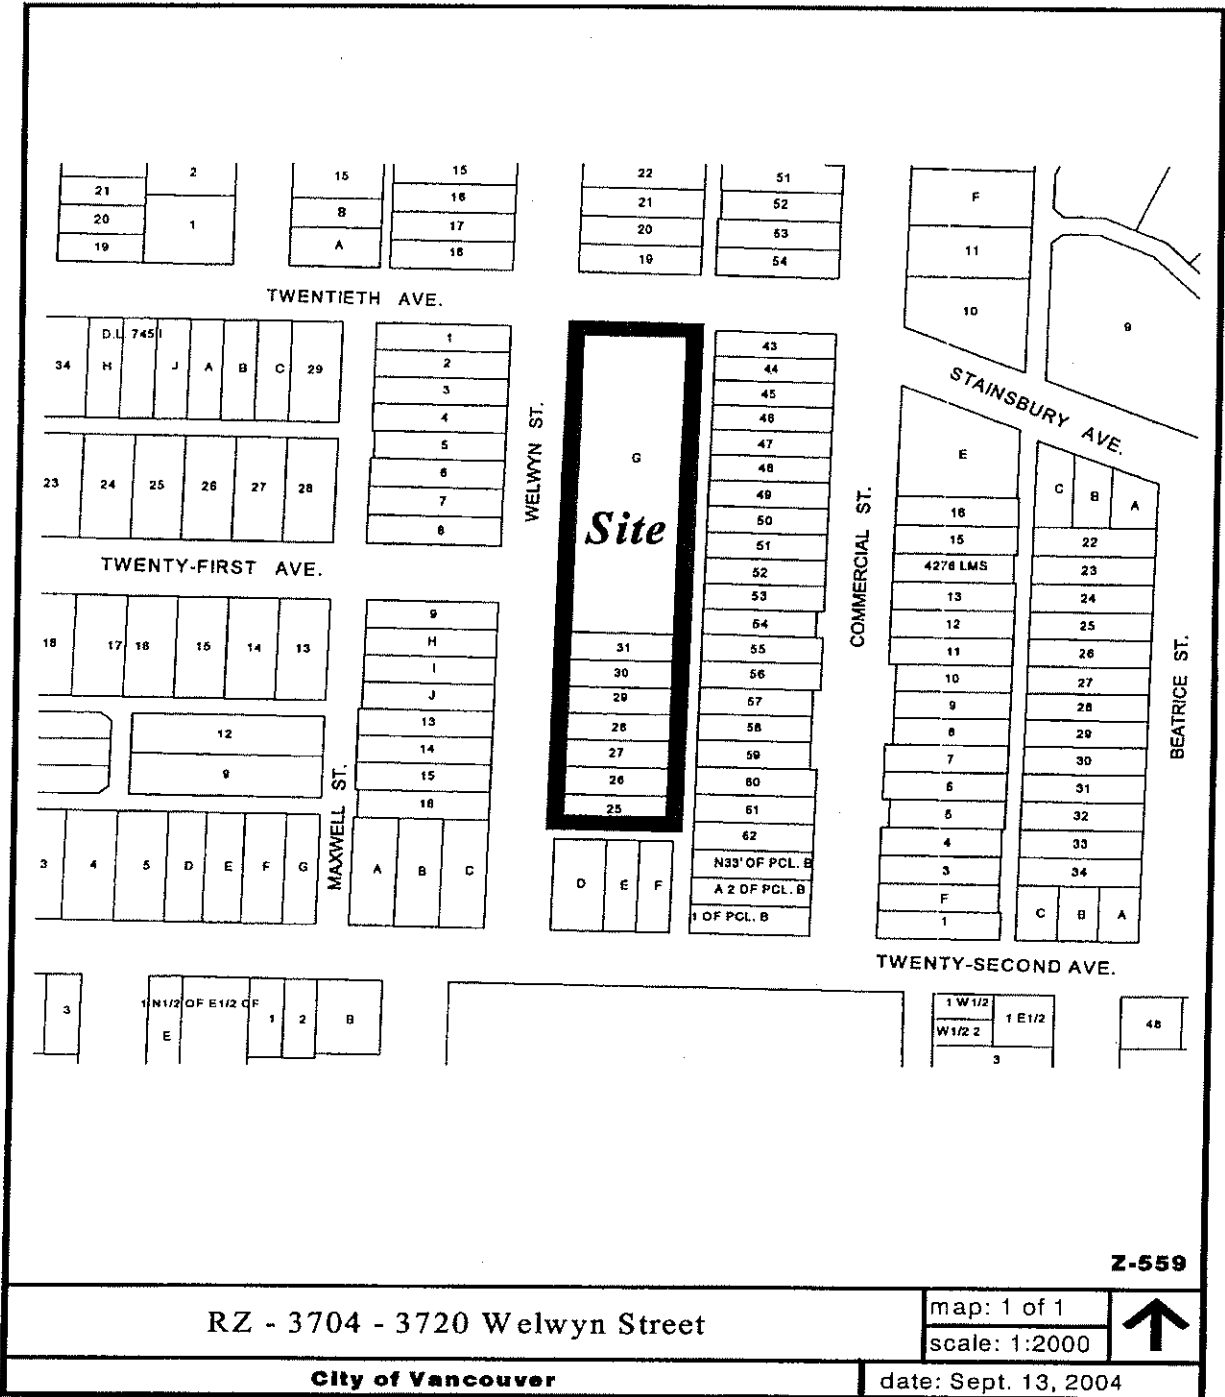 2
15
15
22
51
F
21
16
21
52
20
1
B
17
20
53
11
19
A
18
19
54
10
9
TWENTIETH AVE.
D.L. 7451
34
H
J
A
B
C
29
1
2
3
4
5
6
7
8
43
44
45
46
47
48
49
50
51
52
53
54
55
56
57
58
59
60
61
62
N33' OF PCL. B
A 2 OF PCL. B
1 OF PCL. B
STAINSBURY AVE.
WELWYN ST.
G
Site
31
30
29
28
27
26
25
D
E
F
23
24
25
26
27
28
TWENTY-FIRST AVE.
COMMERCIAL ST.
E
16
15
4276 LMS
13
12
11
10
9
8
7
6
5
4
3
F
1
C
B
A
22
23
24
25
26
27
28
29
30
31
32
33
34
C
B
A
BEATRICE ST.
18
17
16
15
14
13
9
H
I
J
13
14
15
16
A
B
C
12
9
MAXWELL ST.
3
4
5
D
E
F
G
TWENTY-SECOND AVE.
3
1 N1/2 OF E1/2 OF
E
1
2
B
1 W1/2
W1/2 2
1 E1/2
3
48
Z-559
RZ - 3704 - 3720 Welwyn Street
map: 1 of 1
scale: 1:2000
City of Vancouver
date: Sept. 13, 2004